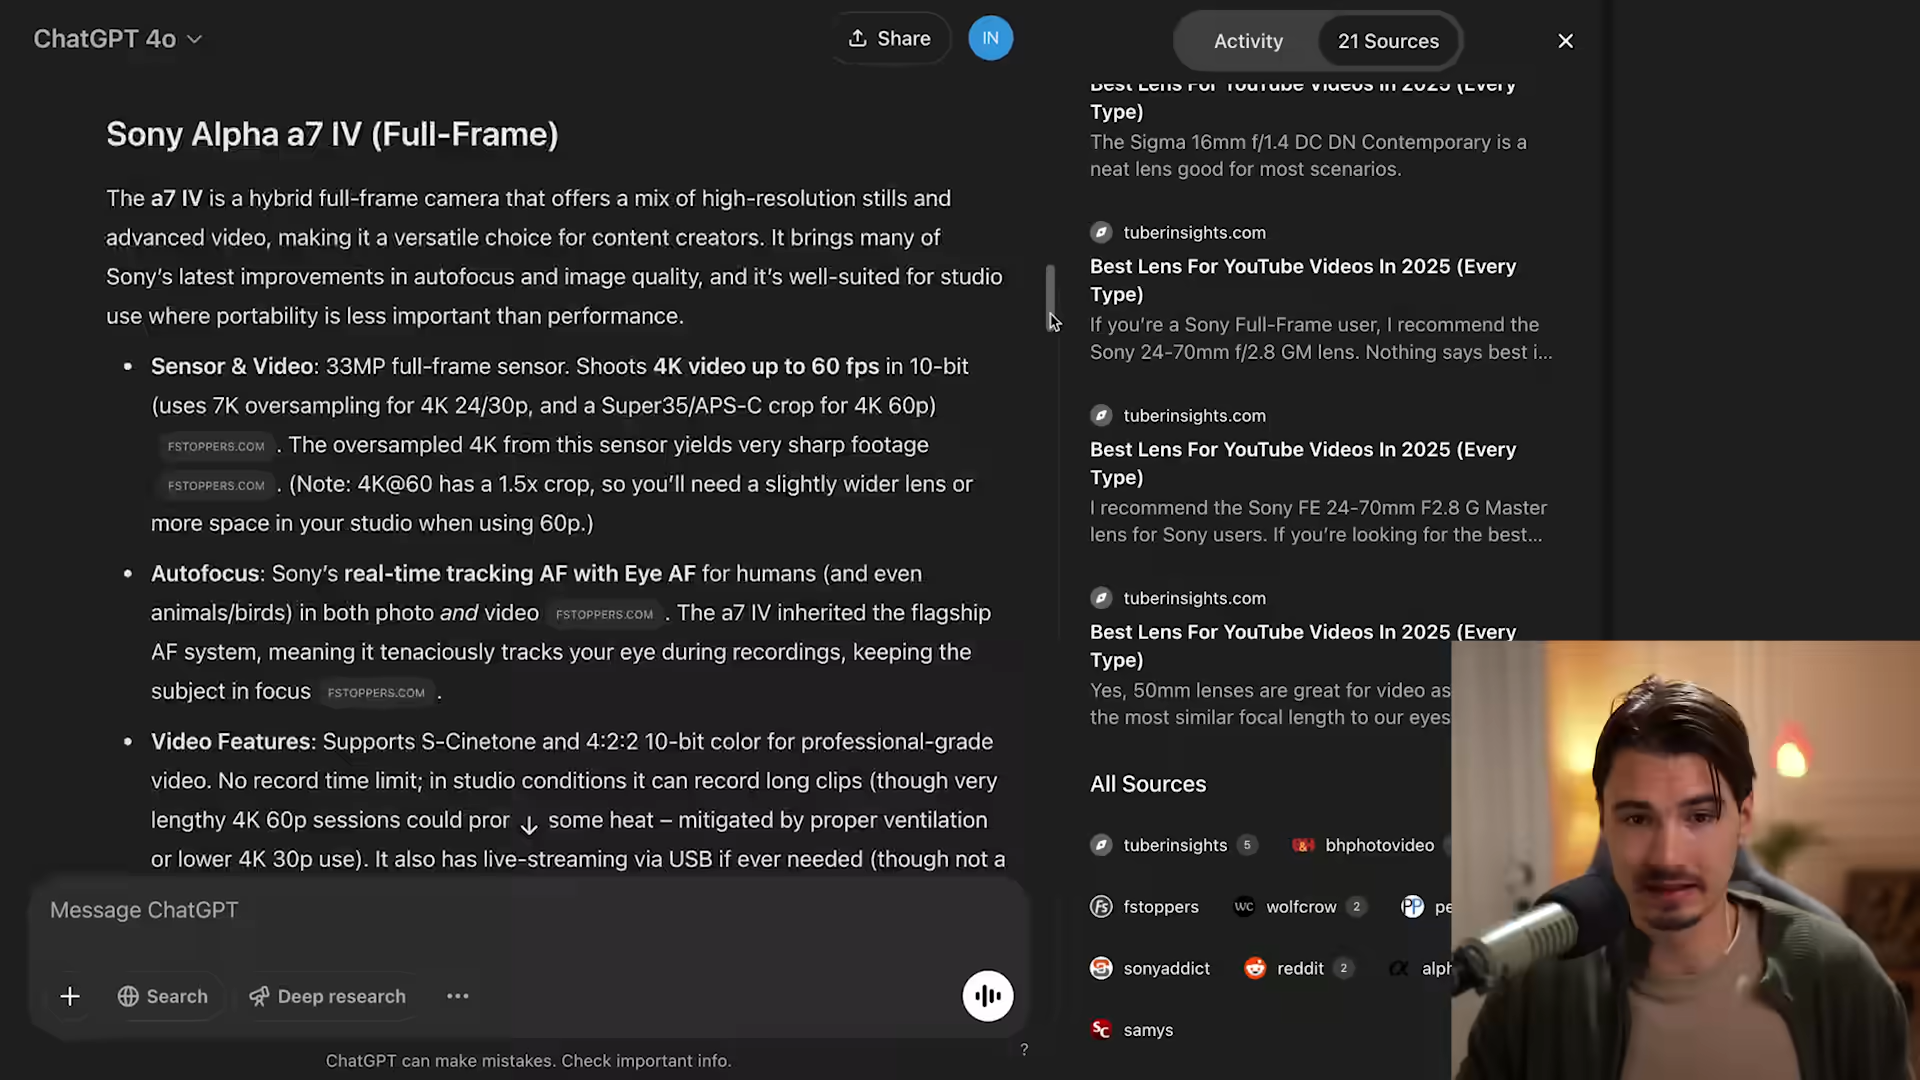 ChatGPT 4o
Share
IN
Activity
21 Sources
Sony Alpha a7 IV (Full-Frame)
The a7 IV is a hybrid full-frame camera that offers a mix of high-resolution stills and
advanced video, making it a versatile choice for content creators. It brings many of
Sony’s latest improvements in autofocus and image quality, and it’s well-suited for studio
use where portability is less important than performance.
• Sensor & Video: 33MP full-frame sensor. Shoots 4K video up to 60 fps in 10-bit
(uses 7K oversampling for 4K 24/30p, and a Super35/APS-C crop for 4K 60p)
FSTOPPERS.COM . The oversampled 4K from this sensor yields very sharp footage
FSTOPPERS.COM . (Note: 4K@60 has a 1.5x crop, so you’ll need a slightly wider lens or
more space in your studio when using 60p.)
• Autofocus: Sony’s real-time tracking AF with Eye AF for humans (and even
animals/birds) in both photo and video FSTOPPERS.COM . The a7 IV inherited the flagship
AF system, meaning it tenaciously tracks your eye during recordings, keeping the
subject in focus FSTOPPERS.COM .
• Video Features: Supports S-Cinetone and 4:2:2 10-bit color for professional-grade
video. No record time limit; in studio conditions it can record long clips (though very
lengthy 4K 60p sessions could pror some heat – mitigated by proper ventilation
or lower 4K 30p use). It also has live-streaming via USB if ever needed (though not a
Message ChatGPT
Search
Deep research
ChatGPT can make mistakes. Check important info.
?
Best Lens For YouTube Videos In 2025 (Every
Type)
The Sigma 16mm f/1.4 DC DN Contemporary is a
neat lens good for most scenarios.
tuberinsights.com
Best Lens For YouTube Videos In 2025 (Every
Type)
If you’re a Sony Full-Frame user, I recommend the
Sony 24-70mm f/2.8 GM lens. Nothing says best i...
tuberinsights.com
Best Lens For YouTube Videos In 2025 (Every
Type)
I recommend the Sony FE 24-70mm F2.8 G Master
lens for Sony users. If you’re looking for the best...
tuberinsights.com
Best Lens For YouTube Videos In 2025 (Every
Type)
Yes, 50mm lenses are great for video as
the most similar focal length to our eyes
All Sources
tuberinsights 5 bhphotovideo
fstoppers WC wolfcrow 2 PP pe
sonyaddict reddit 2 alph
SC samys